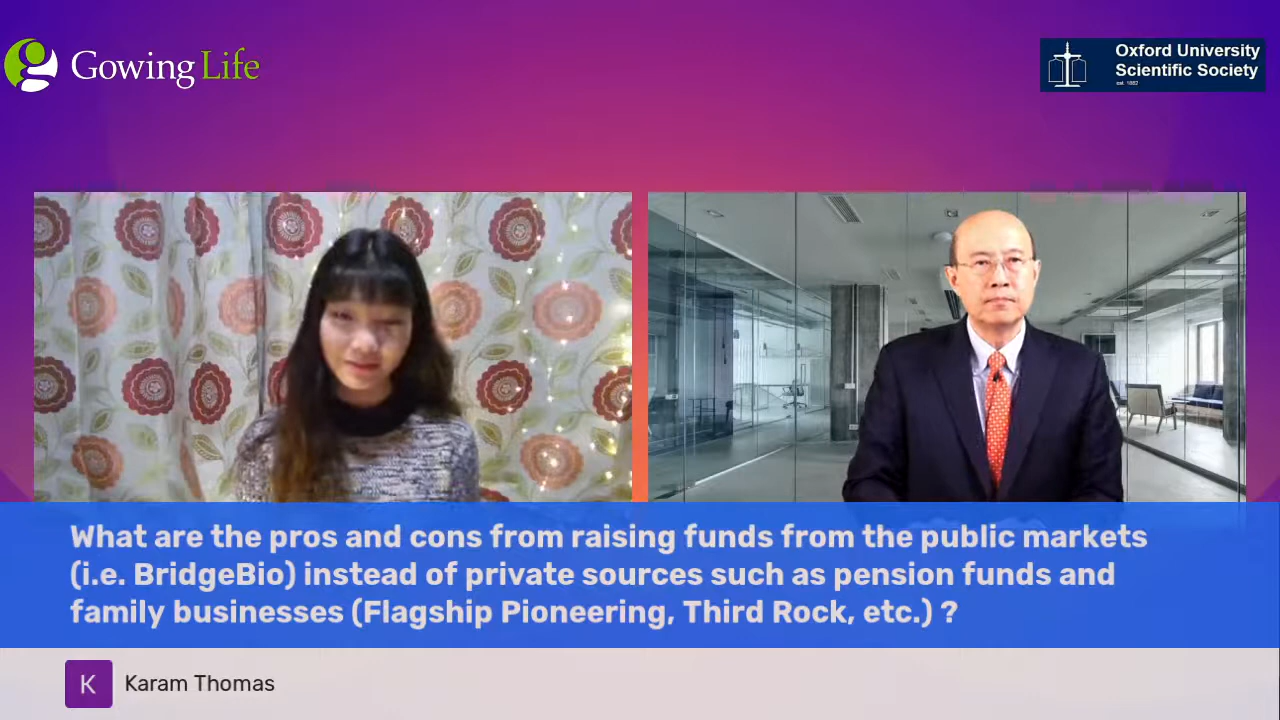 Gowing Life
Oxford University
Scientific Society
est. 1882
What are the pros and cons from raising funds from the public markets
(i.e. BridgeBio) instead of private sources such as pension funds and
family businesses (Flagship Pioneering, Third Rock, etc.) ?
K
Karam Thomas